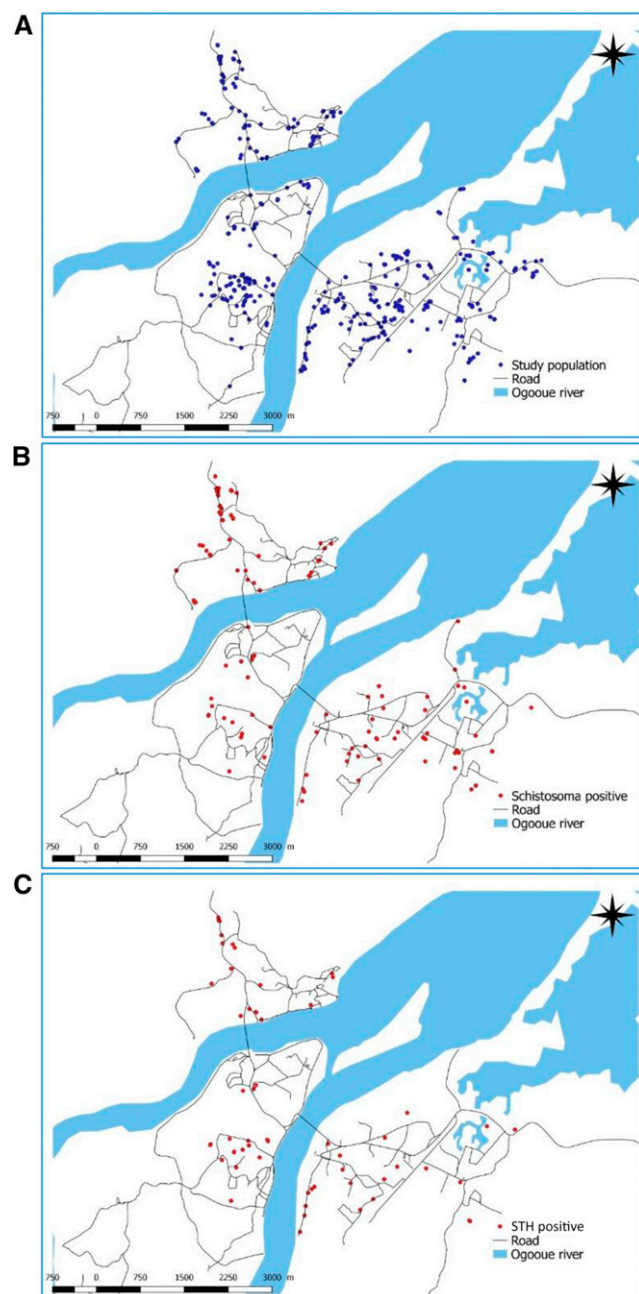 A
Study population
Road
Ogooue river
750 0 750 1500 2250 3000 m
B
Schistosoma positive
Road
Ogooue river
750 0 750 1500 2250 3000 m
C
STH positive
Road
Ogooue river
750 0 750 1500 2250 3000 m